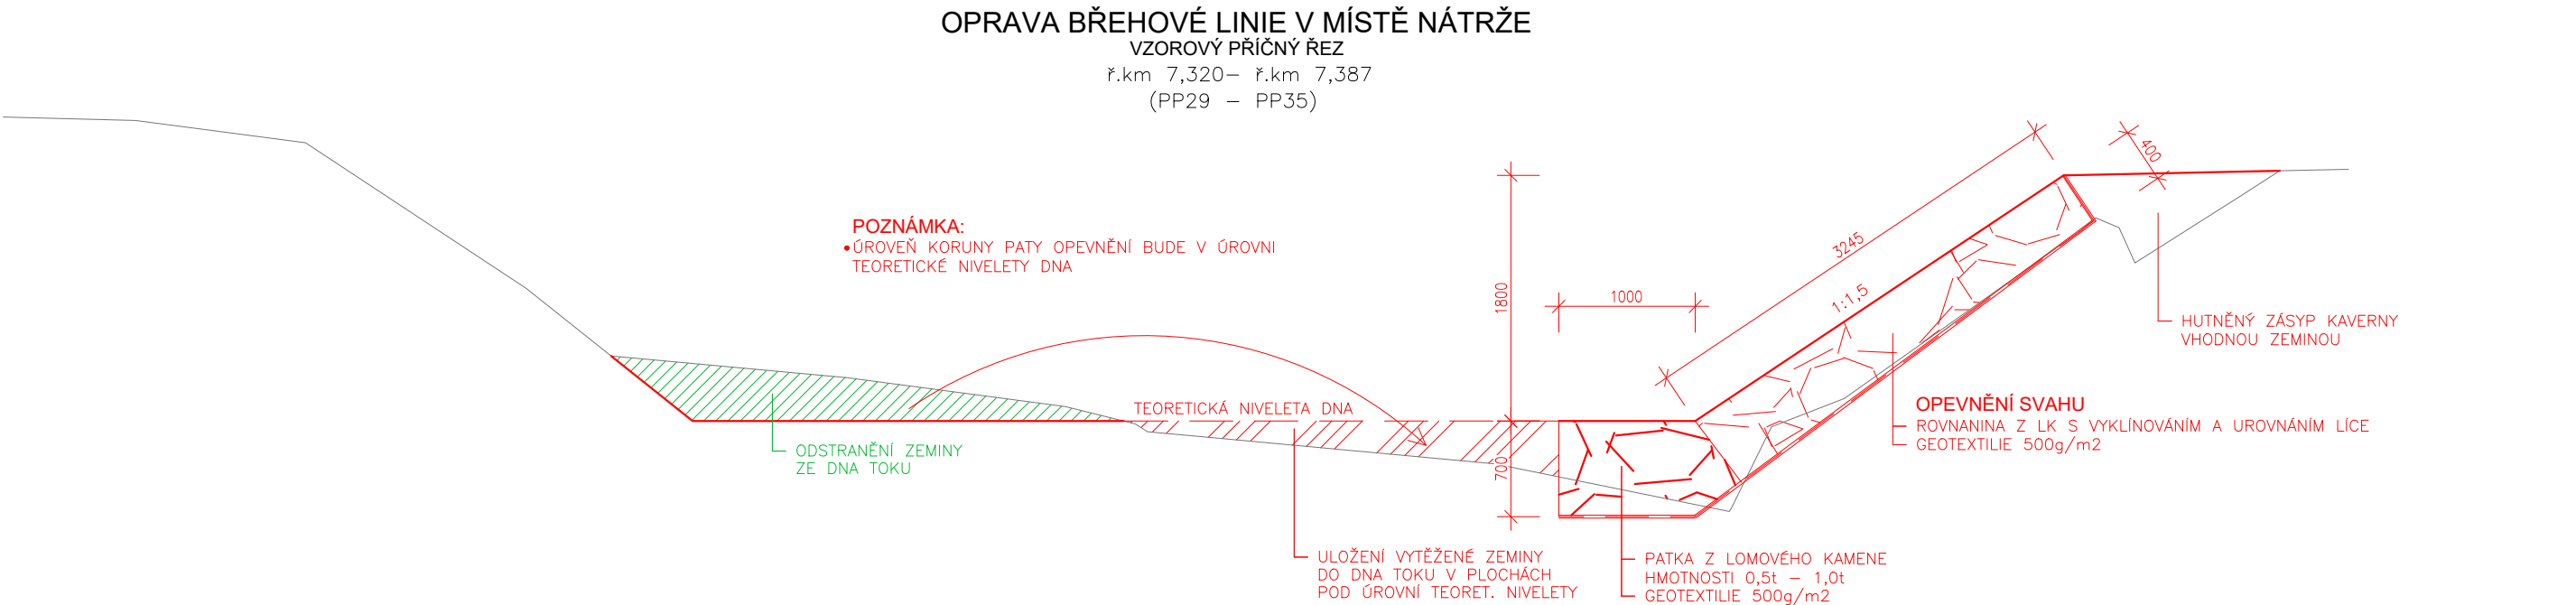 OPRAVA BŘEHOVÉ LINIE V MÍSTĚ NÁTRŽE
VZOROVÝ PŘÍČNÝ ŘEZ
ř.km 7,320– ř.km 7,387
(PP29 – PP35)
POZNÁMKA:
•ÚROVEŇ KORUNY PATY OPEVNĚNÍ BUDE V ÚROVNI
TEORETICKÉ NIVELETY DNA
400
3245
1800
1000
1:1,5
HUTNĚNÝ ZÁSYP KAVERNY
VHODNOU ZEMINOU
TEORETICKÁ NIVELETA DNA
OPEVNĚNÍ SVAHU
ROVNANINA Z LK S VYKLÍNOVÁNÍM A UROVNÁNÍM LÍCE
GEOTEXTILIE 500g/m2
ODSTRANĚNÍ ZEMINY
ZE DNA TOKU
700
ULOŽENÍ VYTĚŽENÉ ZEMINY
DO DNA TOKU V PLOCHÁCH
POD ÚROVNÍ TEORET. NIVELETY
PATKA Z LOMOVÉHO KAMENE
HMOTNOSTI 0,5t – 1,0t
GEOTEXTILIE 500g/m2